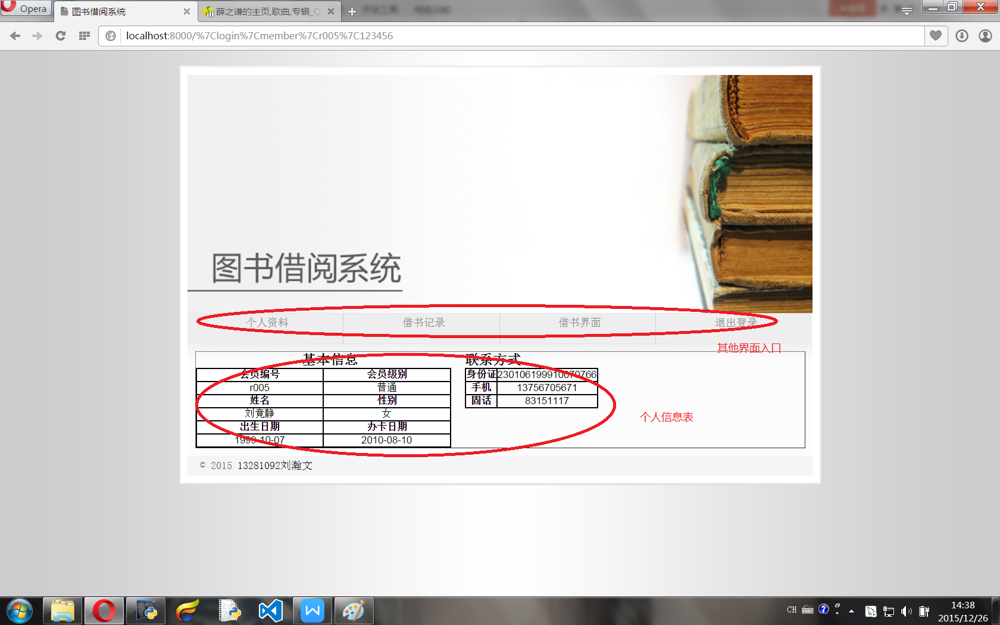 Opera
图书借阅系统
薛之谦的主页,歌曲,专辑_Q
localhost:8000/%7Clogin%7Cmember%7Cr005%7C123456
图书借阅系统
个人资料 借书记录 借书界面 退出登录
其他界面入口
基本信息 联系方式
会员编号 会员级别 身份证 230106199910070766
r005 普通 手机 13756705671
姓名 性别 固话 83151117
刘竟静 女
个人信息表
出生日期 办卡日期
1999-10-07 2010-08-10
© 2015 13281092刘瀚文
CH
14:38
2015/12/26